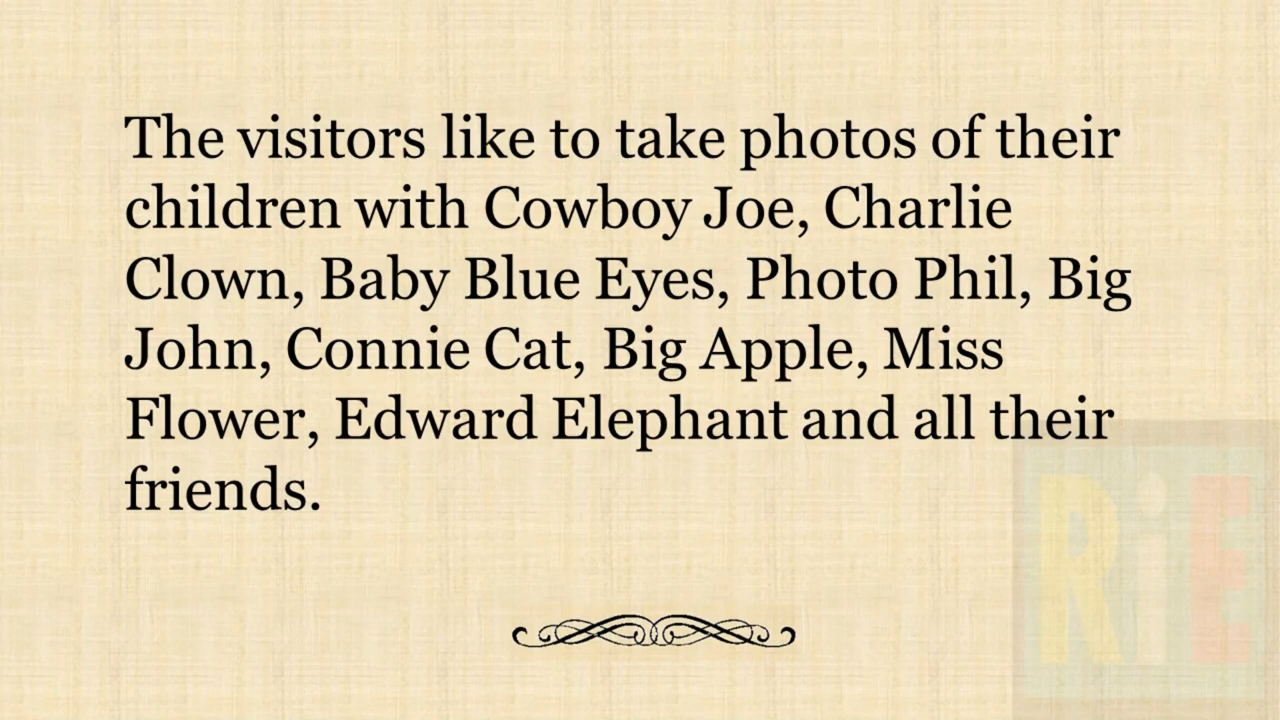 The visitors like to take photos of their
children with Cowboy Joe, Charlie
Clown, Baby Blue Eyes, Photo Phil, Big
John, Connie Cat, Big Apple, Miss
Flower, Edward Elephant and all their
friends.
RiE